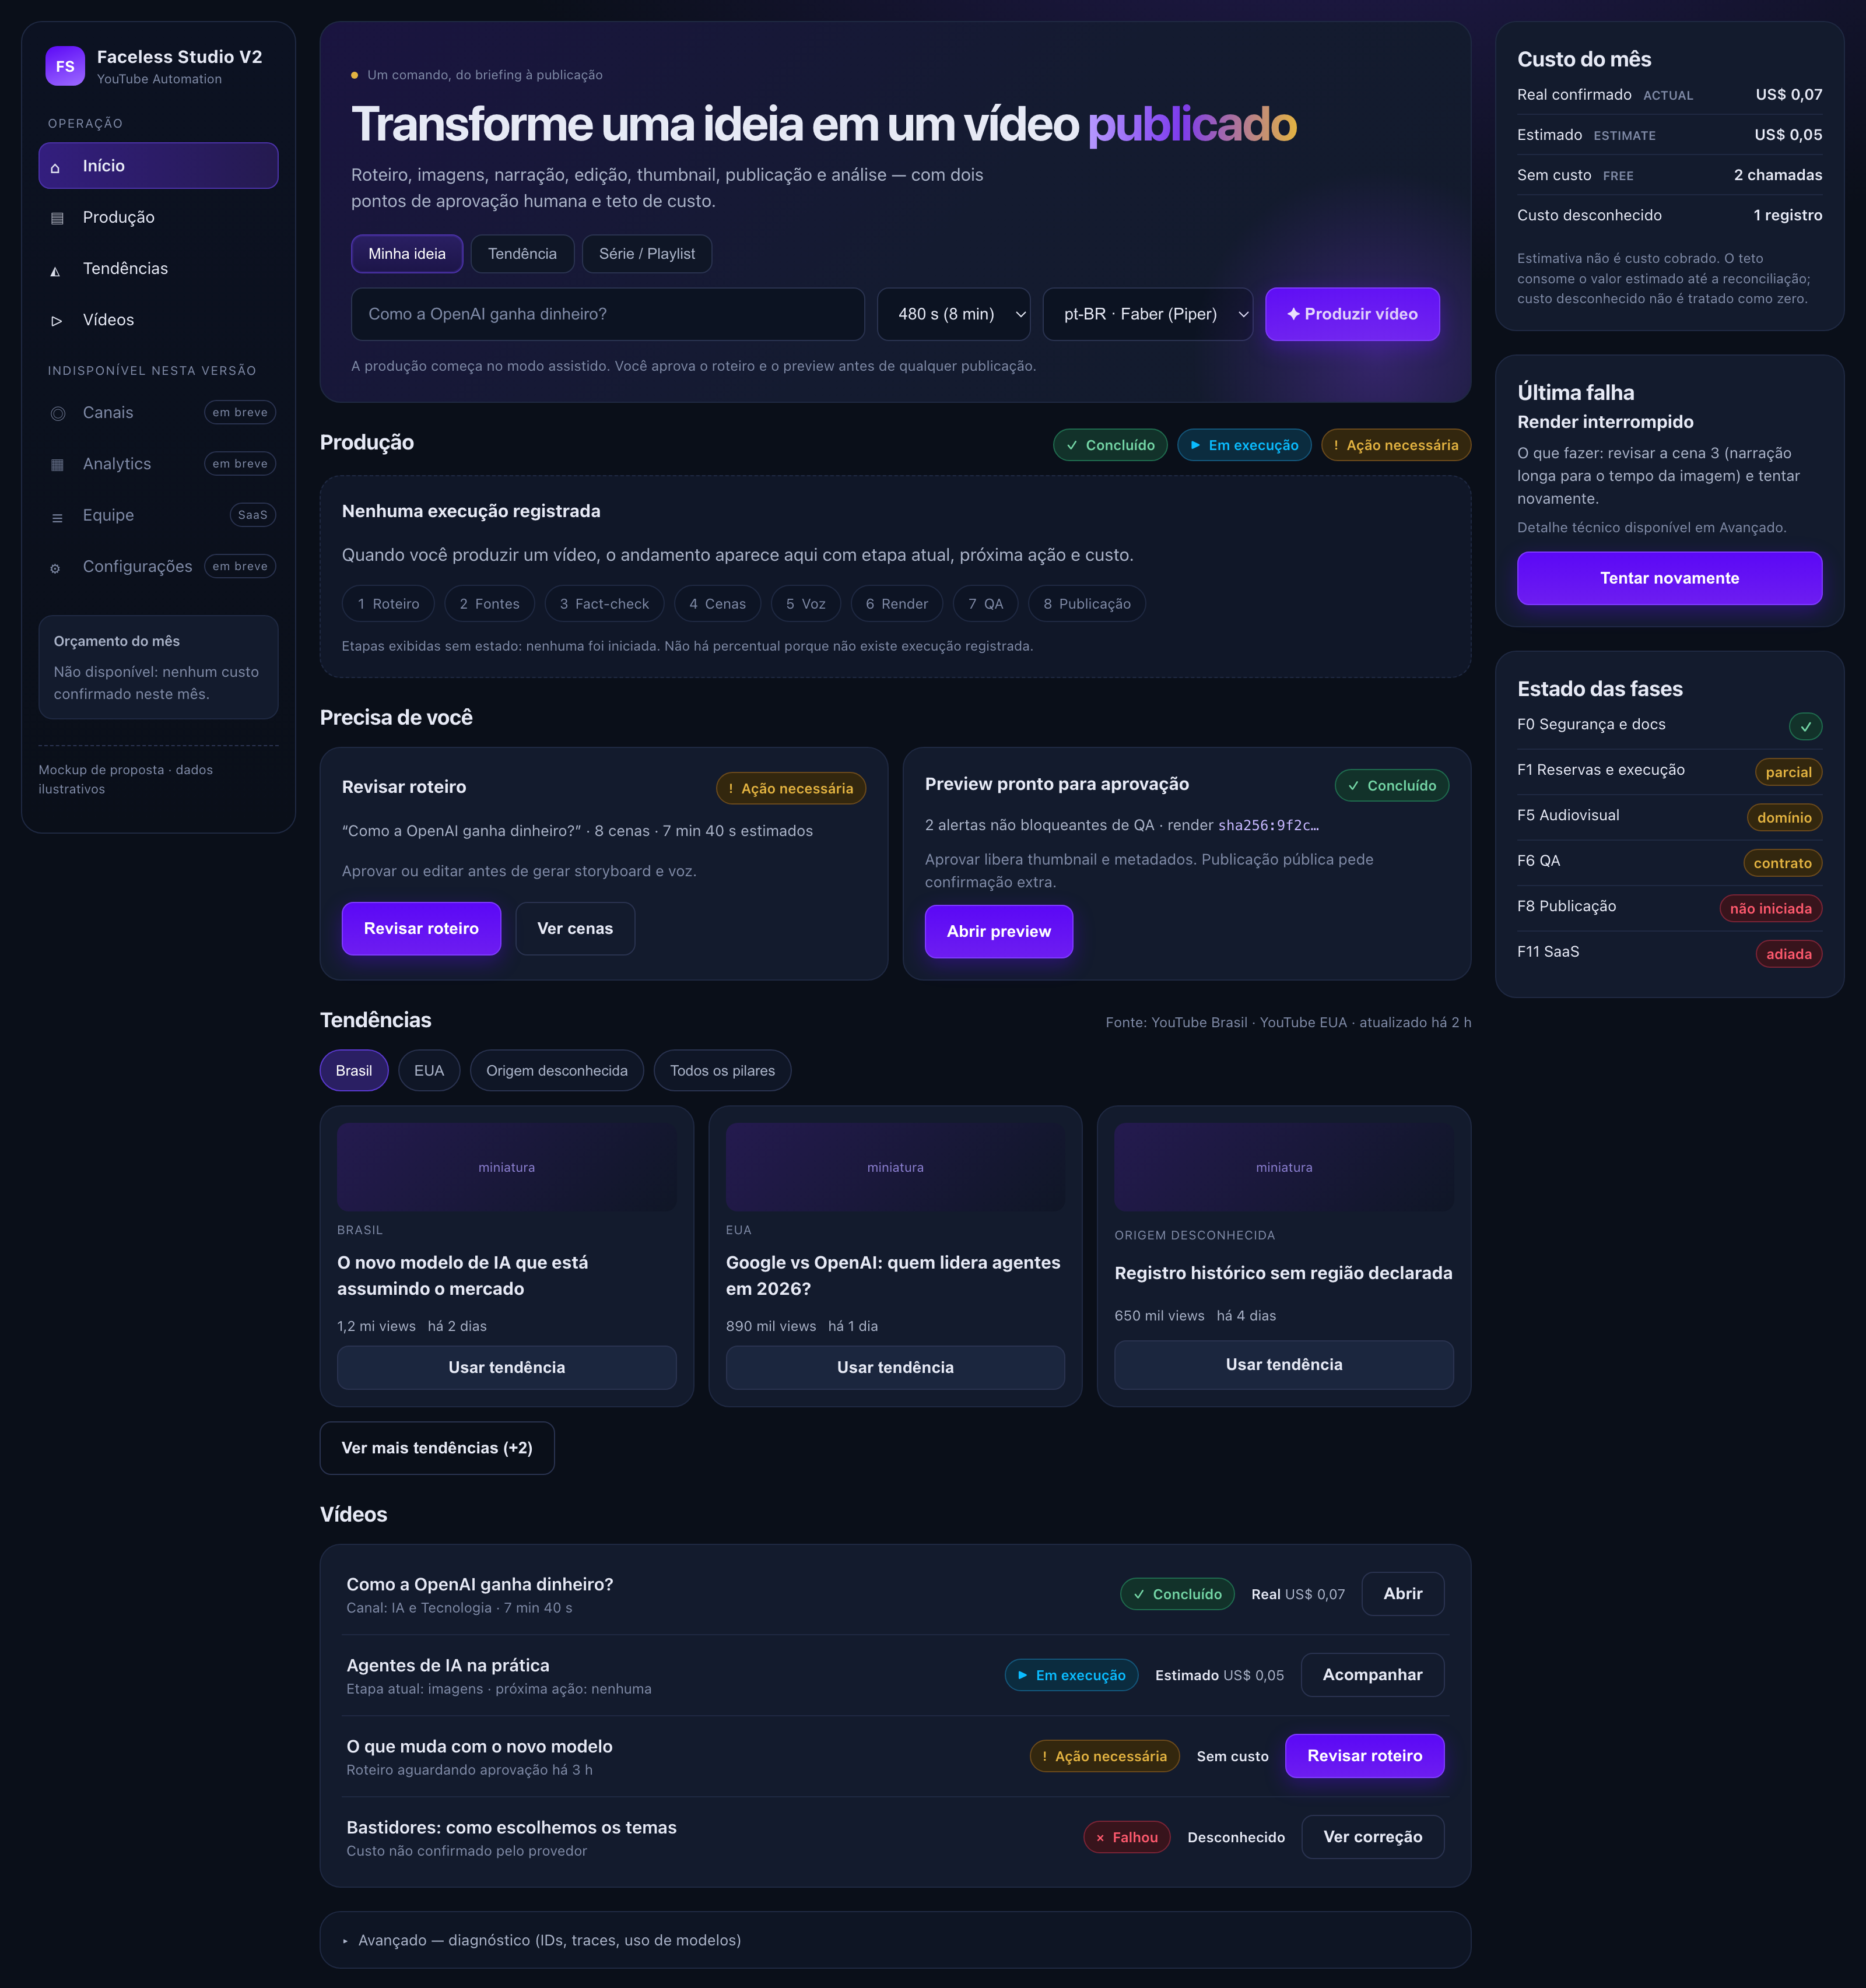 FS
Faceless Studio V2
YouTube Automation
OPERAÇÃO
Início
Produção
Tendências
Vídeos
INDISPONÍVEL NESTA VERSÃO
Canais em breve
Analytics em breve
Equipe SaaS
Configurações em breve
Orçamento do mês
Não disponível: nenhum custo
confirmado neste mês.
Mockup de proposta · dados
ilustrativos
Um comando, do briefing à publicação
Transforme uma ideia em um vídeo publicado
Roteiro, imagens, narração, edição, thumbnail, publicação e análise — com dois
pontos de aprovação humana e teto de custo.
Minha ideia Tendência Série / Playlist
Como a OpenAI ganha dinheiro? 480 s (8 min) pt-BR · Faber (Piper) ✦ Produzir vídeo
A produção começa no modo assistido. Você aprova o roteiro e o preview antes de qualquer publicação.
Produção ✓ Concluído ▶ Em execução ! Ação necessária
Nenhuma execução registrada
Quando você produzir um vídeo, o andamento aparece aqui com etapa atual, próxima ação e custo.
1 Roteiro 2 Fontes 3 Fact-check 4 Cenas 5 Voz 6 Render 7 QA 8 Publicação
Etapas exibidas sem estado: nenhuma foi iniciada. Não há percentual porque não existe execução registrada.
Precisa de você
Revisar roteiro ! Ação necessária
“Como a OpenAI ganha dinheiro?” · 8 cenas · 7 min 40 s estimados
Aprovar ou editar antes de gerar storyboard e voz.
Revisar roteiro Ver cenas
Preview pronto para aprovação ✓ Concluído
2 alertas não bloqueantes de QA · render sha256:9f2c…
Aprovar libera thumbnail e metadados. Publicação pública pede
confirmação extra.
Abrir preview
Tendências Fonte: YouTube Brasil · YouTube EUA · atualizado há 2 h
Brasil EUA Origem desconhecida Todos os pilares
miniatura
BRASIL
O novo modelo de IA que está
assumindo o mercado
1,2 mi views há 2 dias
Usar tendência
miniatura
EUA
Google vs OpenAI: quem lidera agentes
em 2026?
890 mil views há 1 dia
Usar tendência
miniatura
ORIGEM DESCONHECIDA
Registro histórico sem região declarada
650 mil views há 4 dias
Usar tendência
Ver mais tendências (+2)
Vídeos
Como a OpenAI ganha dinheiro?
Canal: IA e Tecnologia · 7 min 40 s
✓ Concluído Real US$ 0,07 Abrir
Agentes de IA na prática
Etapa atual: imagens · próxima ação: nenhuma
▶ Em execução Estimado US$ 0,05 Acompanhar
O que muda com o novo modelo
Roteiro aguardando aprovação há 3 h
! Ação necessária Sem custo Revisar roteiro
Bastidores: como escolhemos os temas
Custo não confirmado pelo provedor
× Falhou Desconhecido Ver correção
▸ Avançado — diagnóstico (IDs, traces, uso de modelos)
Custo do mês
Real confirmado ACTUAL US$ 0,07
Estimado ESTIMATE US$ 0,05
Sem custo FREE 2 chamadas
Custo desconhecido 1 registro
Estimativa não é custo cobrado. O teto
consome o valor estimado até a reconciliação;
custo desconhecido não é tratado como zero.
Última falha
Render interrompido
O que fazer: revisar a cena 3 (narração
longa para o tempo da imagem) e tentar
novamente.
Detalhe técnico disponível em Avançado.
Tentar novamente
Estado das fases
F0 Segurança e docs ✓
F1 Reservas e execução parcial
F5 Audiovisual domínio
F6 QA contrato
F8 Publicação não iniciada
F11 SaaS adiada